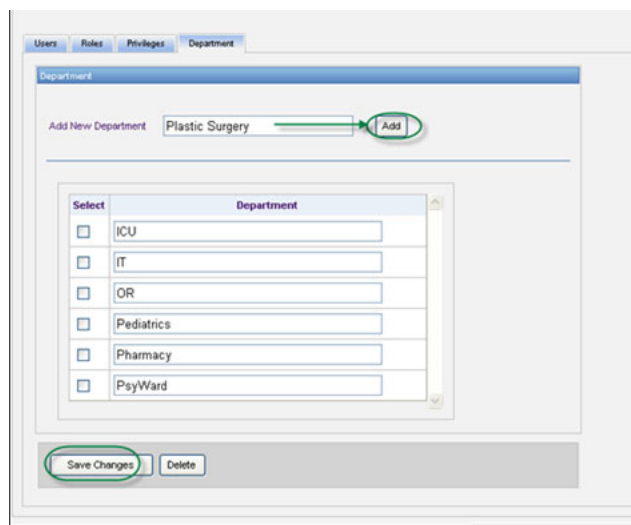 Users Roles Privileges Department
Department
Add New Department Plastic Surgery Add
Select Department
ICU
IT
OR
Pediatrics
Pharmacy
PsyWard
Save Changes Delete